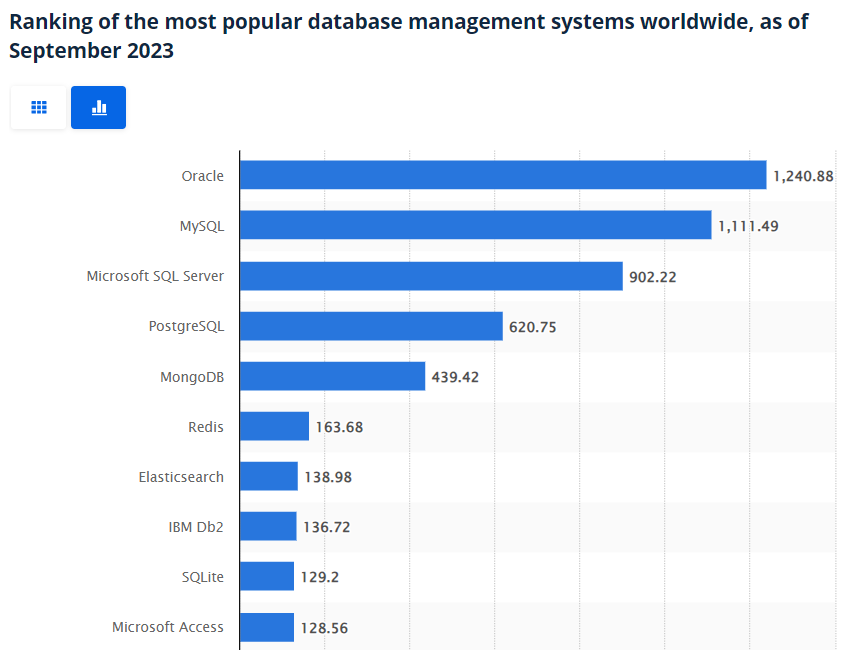 Ranking of the most popular database management systems worldwide, as of
September 2023
Oracle 1,240.88
MySQL 1,111.49
Microsoft SQL Server 902.22
PostgreSQL 620.75
MongoDB 439.42
Redis 163.68
Elasticsearch 138.98
IBM Db2 136.72
SQLite 129.2
Microsoft Access 128.56